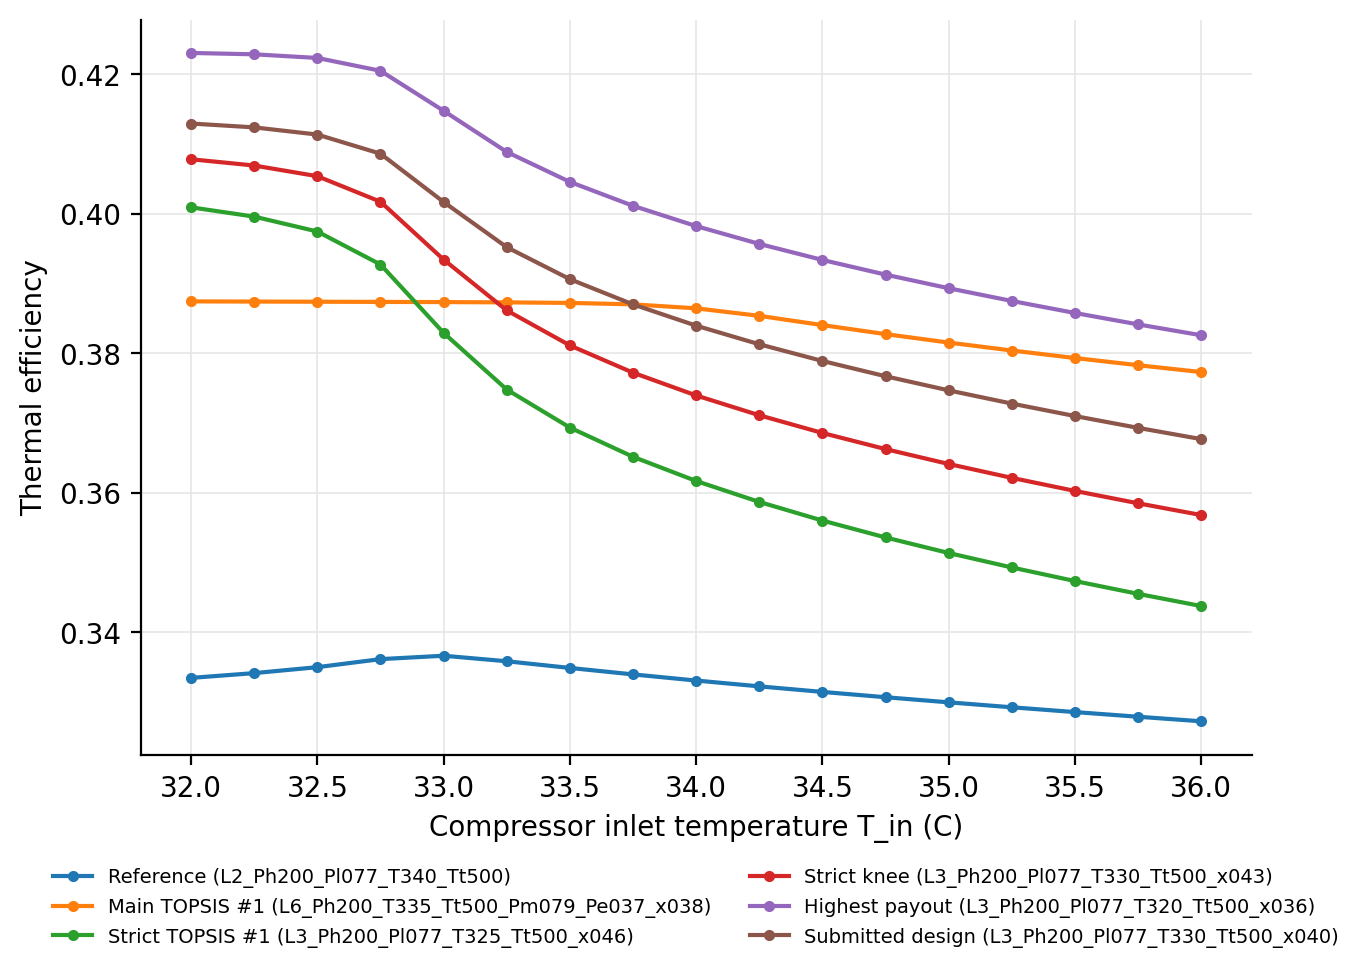 0.42
0.40
0.38
0.36
0.34
Thermal efficiency
32.0 32.5 33.0 33.5 34.0 34.5 35.0 35.5 36.0
Compressor inlet temperature T_in (C)
Reference (L2_Ph200_Pl077_T340_Tt500)
Main TOPSIS #1 (L6_Ph200_T335_Tt500_Pm079_Pe037_x038)
Strict TOPSIS #1 (L3_Ph200_Pl077_T325_Tt500_x046)
Strict knee (L3_Ph200_Pl077_T330_Tt500_x043)
Highest payout (L3_Ph200_Pl077_T320_Tt500_x036)
Submitted design (L3_Ph200_Pl077_T330_Tt500_x040)